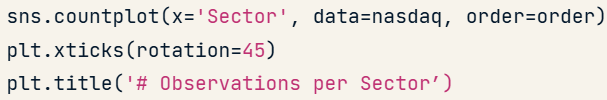 sns.countplot(x='Sector', data=nasdaq, order=order)
plt.xticks(rotation=45)
plt.title('# Observations per Sector’)